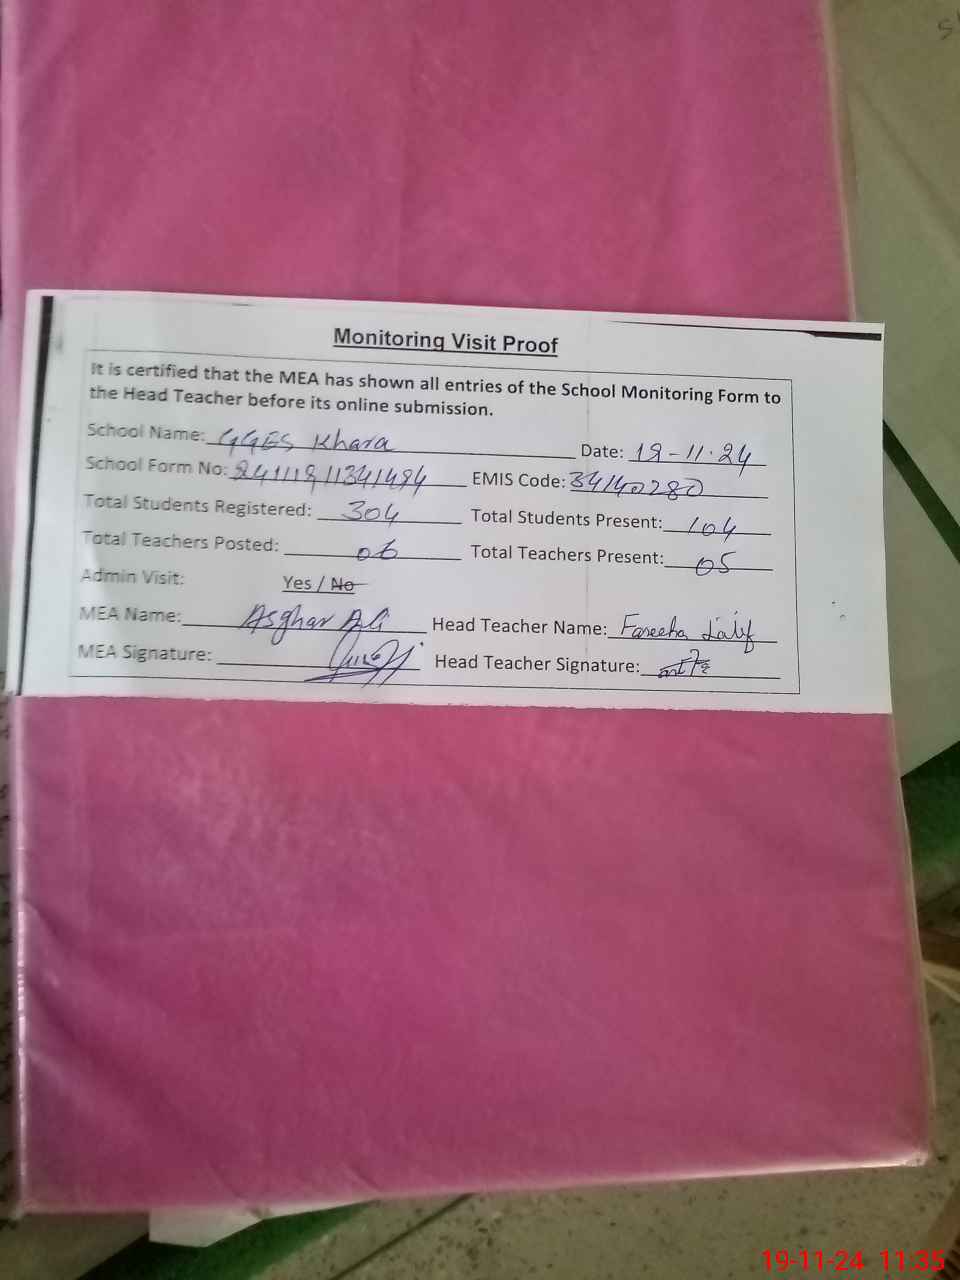 Monitoring Visit Proof
It is certified that the MEA has shown all entries of the School Monitoring Form to
the Head Teacher before its online submission.
School Name: GGES Khara Date: 19-11-24
School Form No: EMIS Code: 34140280
Total Students Registered: 304 Total Students Present: 104
Total Teachers Posted: 06 Total Teachers Present: 05
Admin Visit: Yes / No
MEA Name: Asghar Ali Head Teacher Name: Fareeha Latif
MEA Signature: Head Teacher Signature:
19-11-24 11:35